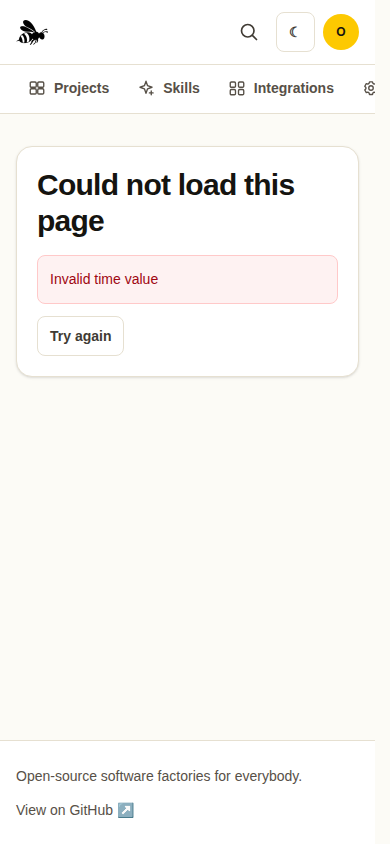 O
Projects
Skills
Integrations
Could not load this
page
Invalid time value
Try again
Open-source software factories for everybody.
View on GitHub ↗️